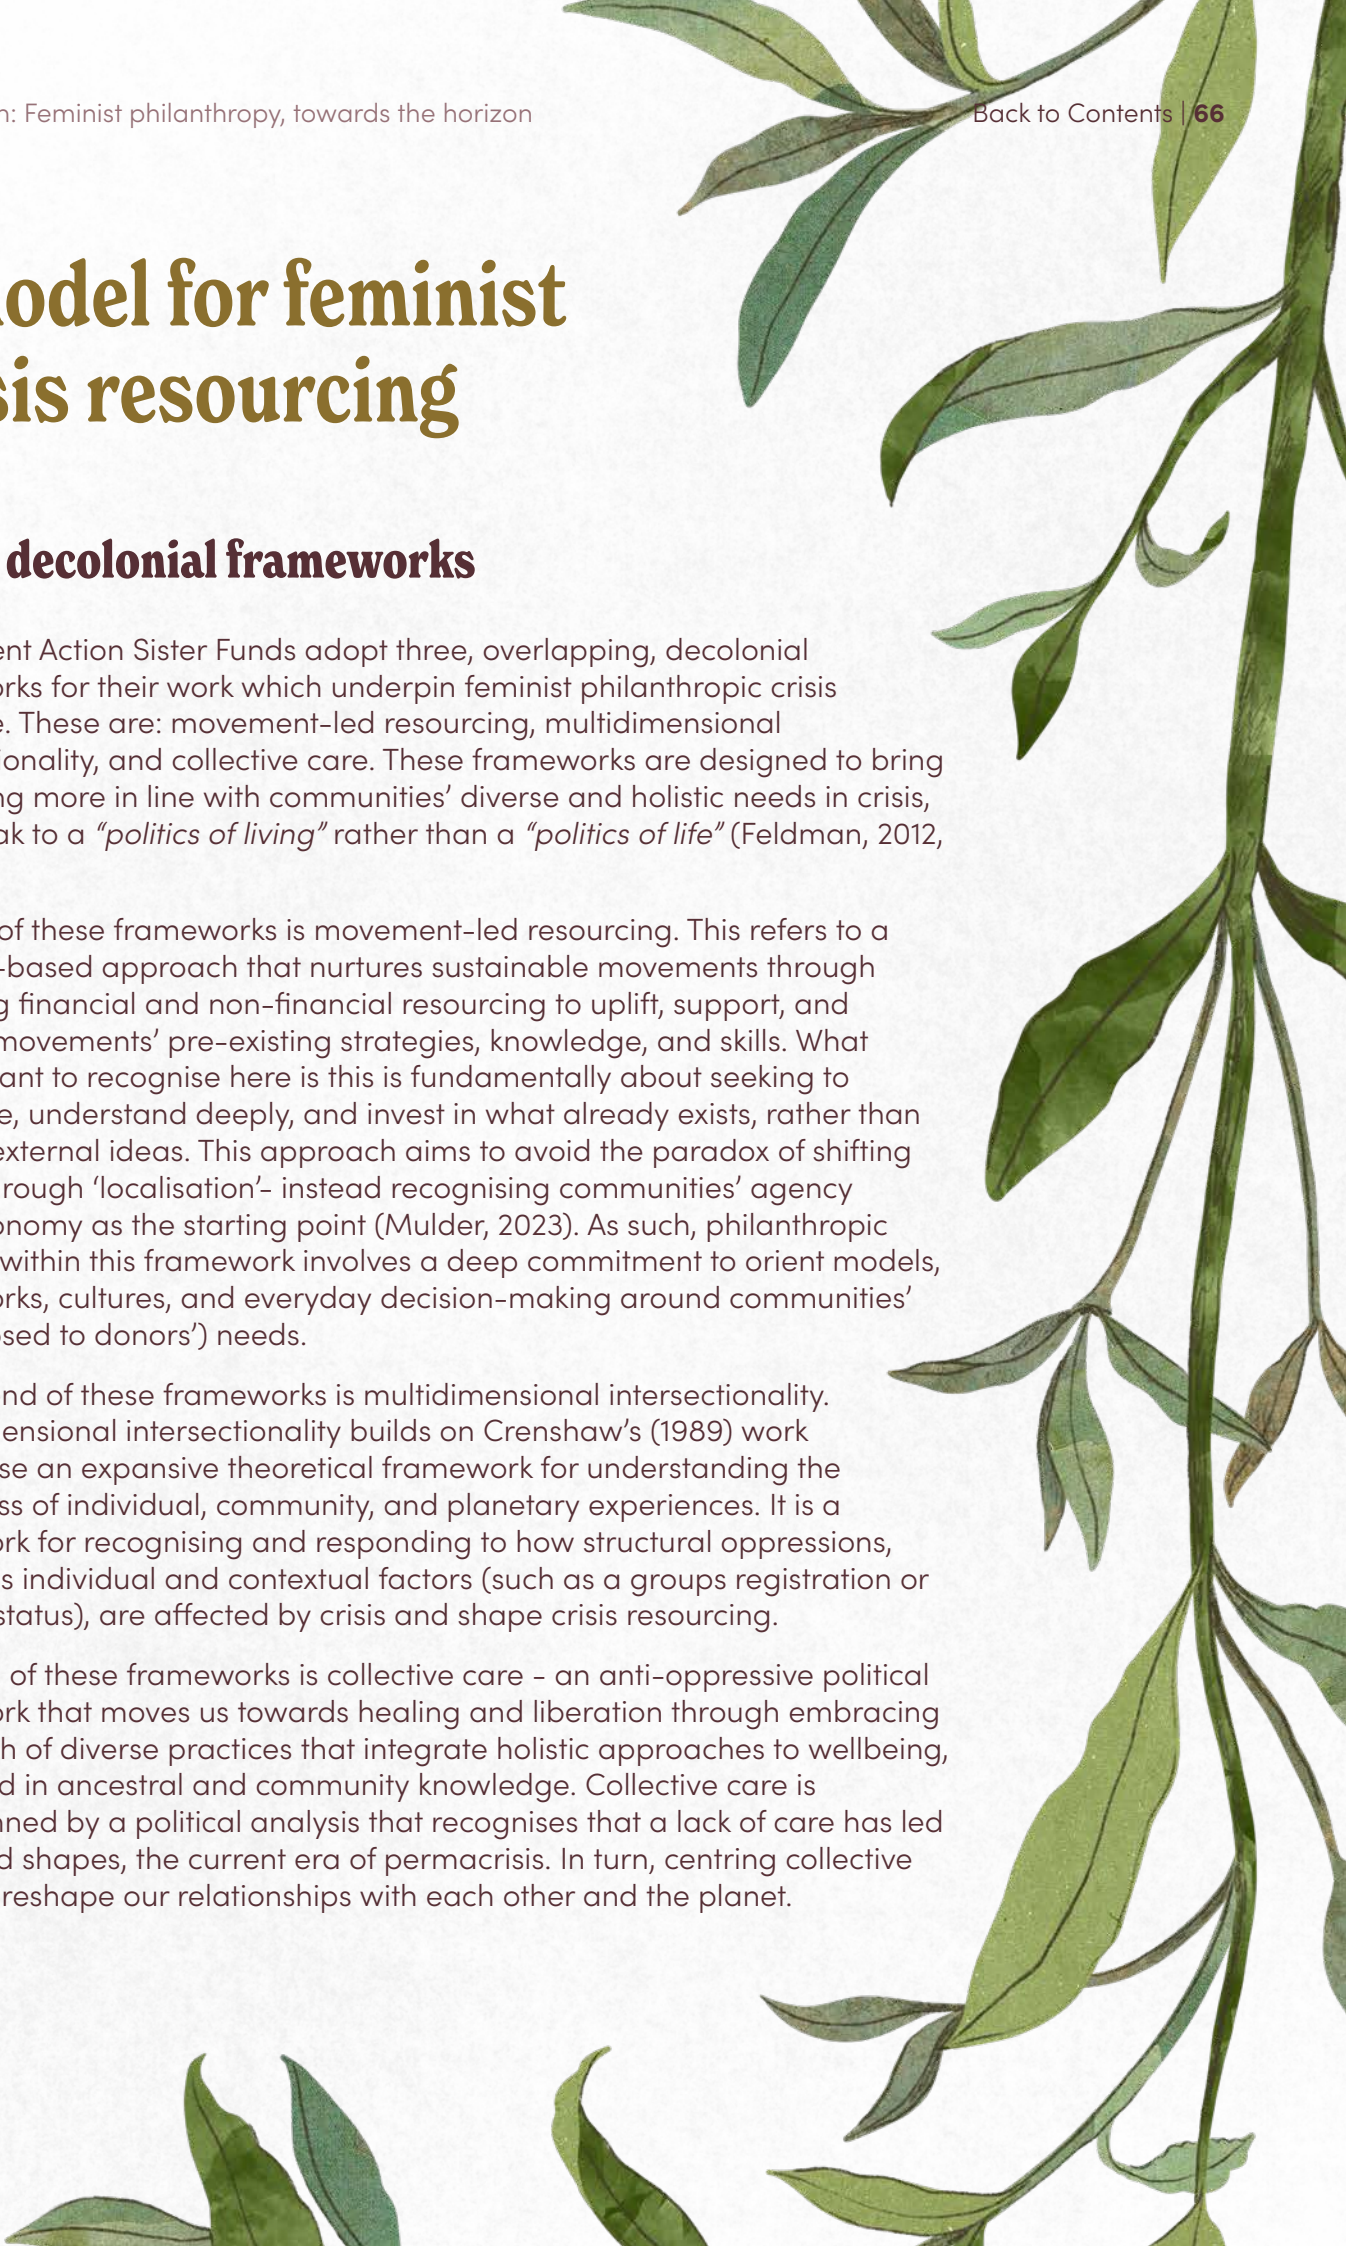 n: Feminist philanthropy, towards the horizon
Back to Contents | 66
odel for feminist
sis resourcing
decolonial frameworks
ent Action Sister Funds adopt three, overlapping, decolonial
orks for their work which underpin feminist philanthropic crisis
e. These are: movement-led resourcing, multidimensional
ionality, and collective care. These frameworks are designed to bring
ng more in line with communities’ diverse and holistic needs in crisis,
ak to a “politics of living” rather than a “politics of life” (Feldman, 2012,
of these frameworks is movement-led resourcing. This refers to a
-based approach that nurtures sustainable movements through
g financial and non-financial resourcing to uplift, support, and
movements’ pre-existing strategies, knowledge, and skills. What
ant to recognise here is this is fundamentally about seeking to
e, understand deeply, and invest in what already exists, rather than
external ideas. This approach aims to avoid the paradox of shifting
rough ‘localisation’- instead recognising communities’ agency
onomy as the starting point (Mulder, 2023). As such, philanthropic
within this framework involves a deep commitment to orient models,
orks, cultures, and everyday decision-making around communities’
sed to donors’) needs.
nd of these frameworks is multidimensional intersectionality.
ensional intersectionality builds on Crenshaw’s (1989) work
se an expansive theoretical framework for understanding the
ss of individual, community, and planetary experiences. It is a
ork for recognising and responding to how structural oppressions,
s individual and contextual factors (such as a groups registration or
status), are affected by crisis and shape crisis resourcing.
of these frameworks is collective care - an anti-oppressive political
ork that moves us towards healing and liberation through embracing
h of diverse practices that integrate holistic approaches to wellbeing,
d in ancestral and community knowledge. Collective care is
nned by a political analysis that recognises that a lack of care has led
d shapes, the current era of permacrisis. In turn, centring collective
reshape our relationships with each other and the planet.